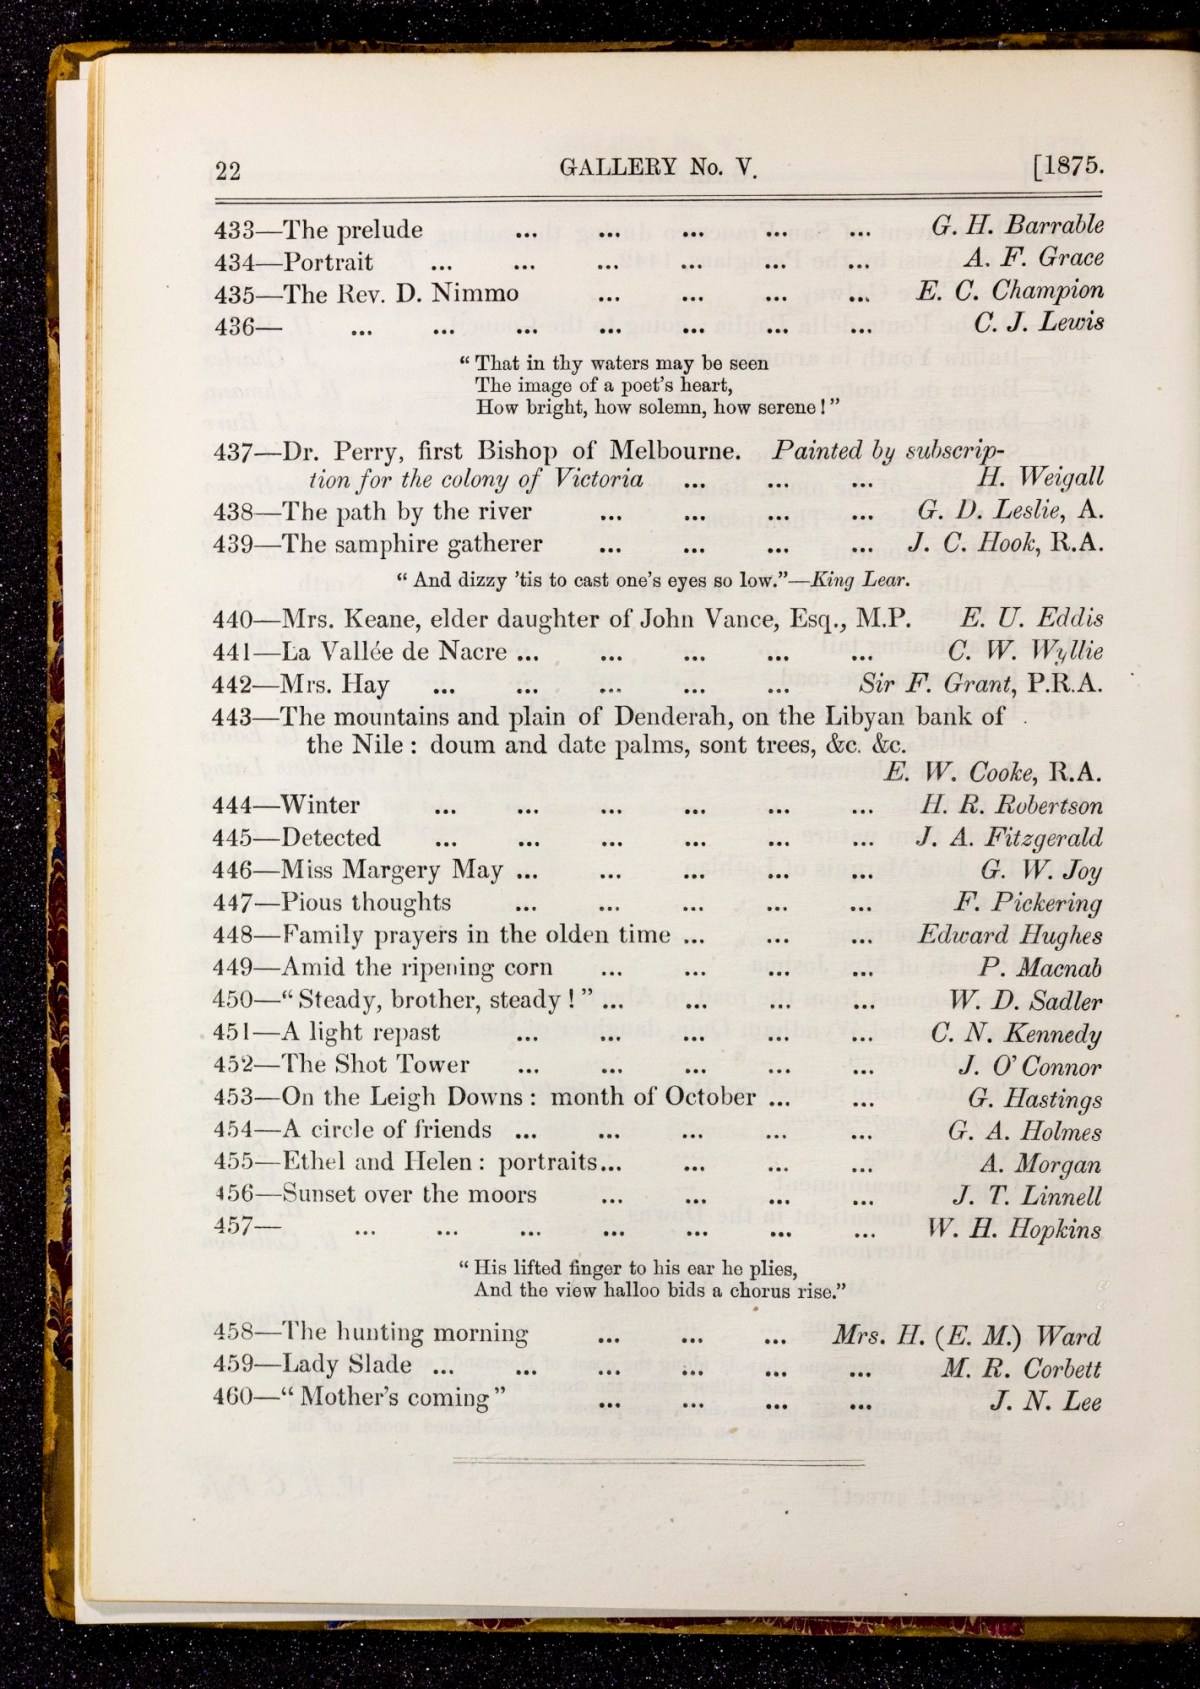 22 GALLERY No. V. [1875.
433—The prelude ... ... ... ... ... G. H. Barrable
434—Portrait ... ... ... ... ... ... A. F. Grace
435—The Rev. D. Nimmo ... ... ... ... E. C. Champion
436— ... ... ... ... ... ... ... C. J. Lewis
“ That in thy waters may be seen
The image of a poet’s heart,
How bright, how solemn, how serene ! ”
437—Dr. Perry, first Bishop of Melbourne. Painted by subscrip-
tion for the colony of Victoria ... ... ... H. Weigall
438—The path by the river ... ... ... ... G. D. Leslie, A.
439—The samphire gatherer ... ... ... ... J. C. Hook, R.A.
“ And dizzy ’tis to cast one’s eyes so low.”—King Lear.
440—Mrs. Keane, elder daughter of John Vance, Esq., M.P. E. U. Eddis
441—La Vallée de Nacre ... ... ... ... ... C. W. Wyllie
442—Mrs. Hay ... ... ... ... ... Sir F. Grant, P.R.A.
443—The mountains and plain of Denderah, on the Libyan bank of
the Nile : doum and date palms, sont trees, &c. &c.
E. W. Cooke, R.A.
444—Winter ... ... ... ... ... ... H. R. Robertson
445—Detected ... ... ... ... ... ... J. A. Fitzgerald
446—Miss Margery May ... ... ... ... ... G. W. Joy
447—Pious thoughts ... ... ... ... ... F. Pickering
448—Family prayers in the olden time ... ... ... Edward Hughes
449—Amid the ripening corn ... ... ... ... P. Macnab
450—“ Steady, brother, steady ! ” ... ... ... ... W. D. Sadler
451—A light repast ... ... ... ... ... C. N. Kennedy
452—The Shot Tower ... ... ... ... ... J. O’Connor
453—On the Leigh Downs : month of October ... ... G. Hastings
454—A circle of friends ... ... ... ... ... G. A. Holmes
455—Ethel and Helen : portraits... ... ... ... A. Morgan
456—Sunset over the moors ... ... ... ... J. T. Linnell
457— ... ... ... ... ... ... ... W. H. Hopkins
“ His lifted finger to his ear he plies,
And the view halloo bids a chorus rise.”
458—The hunting morning ... ... ... Mrs. H. (E. M.) Ward
459—Lady Slade ... ... ... ... ... ... M. R. Corbett
460—“ Mother’s coming ” ... ... ... ... J. N. Lee